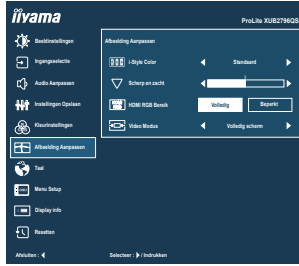 iiyama
ProLite XUB2796QS
Beeldinstellingen
Ingangsselectie
Audio Aanpassen
Instellingen Opslaan
Kleurinstellingen
Afbeelding Aanpassen
Taal
Menu Setup
Display info
Resetten
Afbeelding Aanpassen
i-Style Color
Standaard
Scherp en zacht
HDMI RGB Bereik
Volledig
Beperkt
Video Modus
Volledig scherm
Afsluiten :
Selecteer : / Indrukken